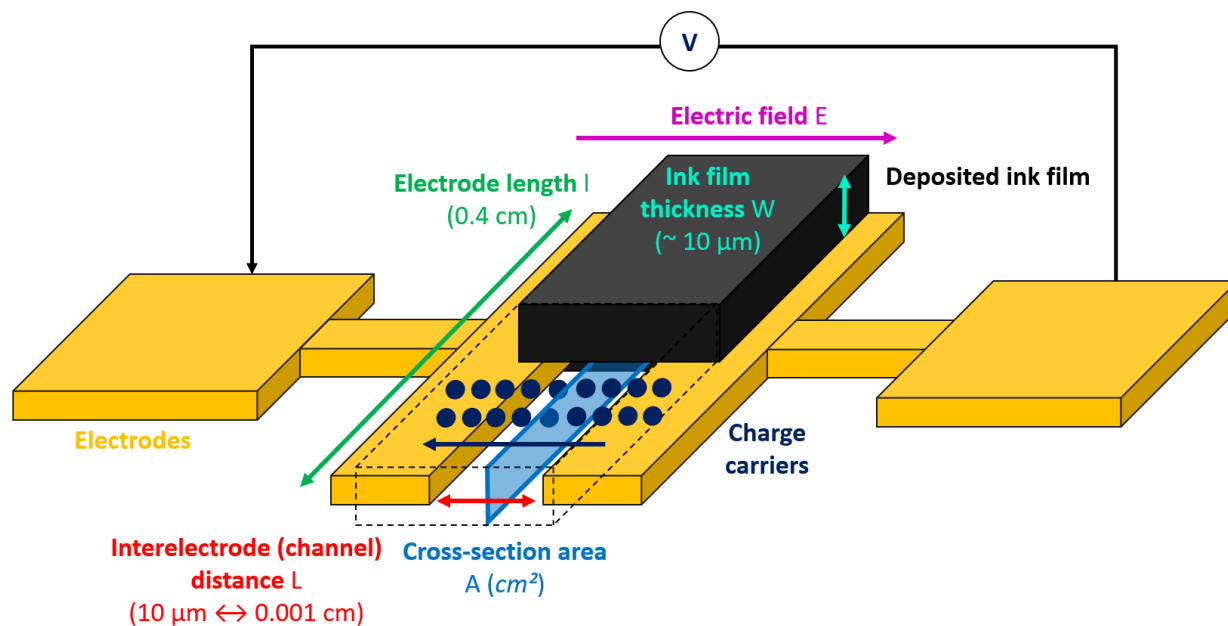 V
Electric field E
Electrode length l
(0.4 cm)
Ink film
thickness W
(~ 10 µm)
Deposited ink film
Electrodes
Charge
carriers
Interelectrode (channel)
distance L
(10 µm ↔ 0.001 cm)
Cross-section area
A (cm²)